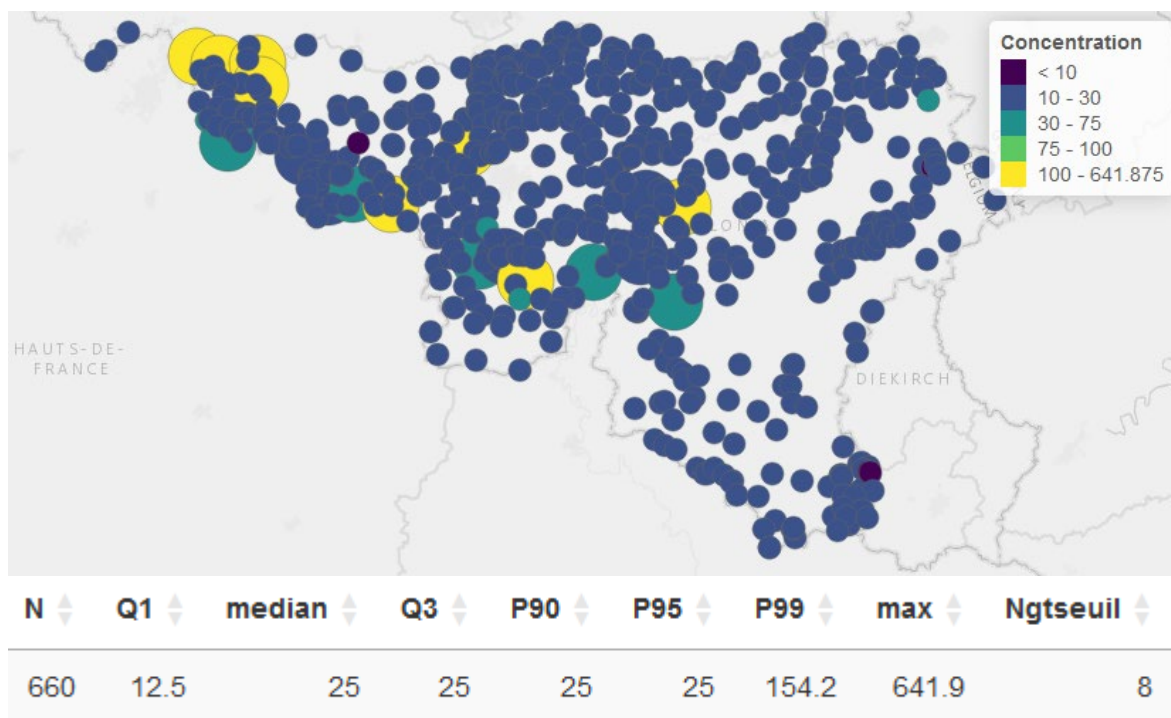 Concentration
< 10
10 - 30
30 - 75
75 - 100
100 - 641.875
HAUTS-DE-
FRANCE
DIEKIRCH
N Q1 median Q3 P90 P95 P99 max Ngtseuil
660 12.5 25 25 25 25 154.2 641.9 8